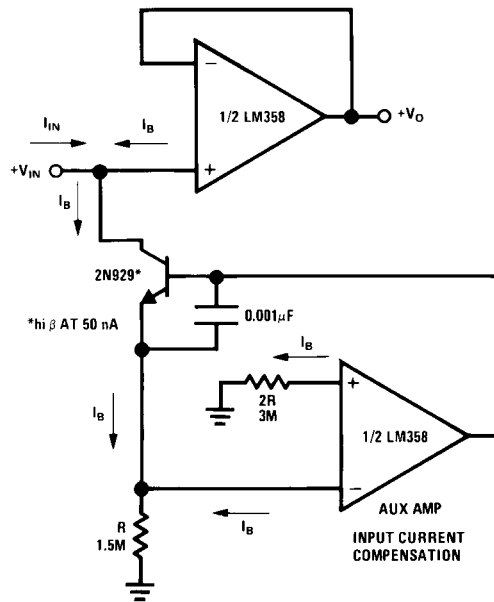 1/2 LM358
+V_O
I_IN
I_B
+V_IN
I_B
2N929*
*hi β AT 50 nA
0.001μF
I_B
2R
3M
I_B
1/2 LM358
AUX AMP
INPUT CURRENT
COMPENSATION
I_B
R
1.5M
−
+
+
−